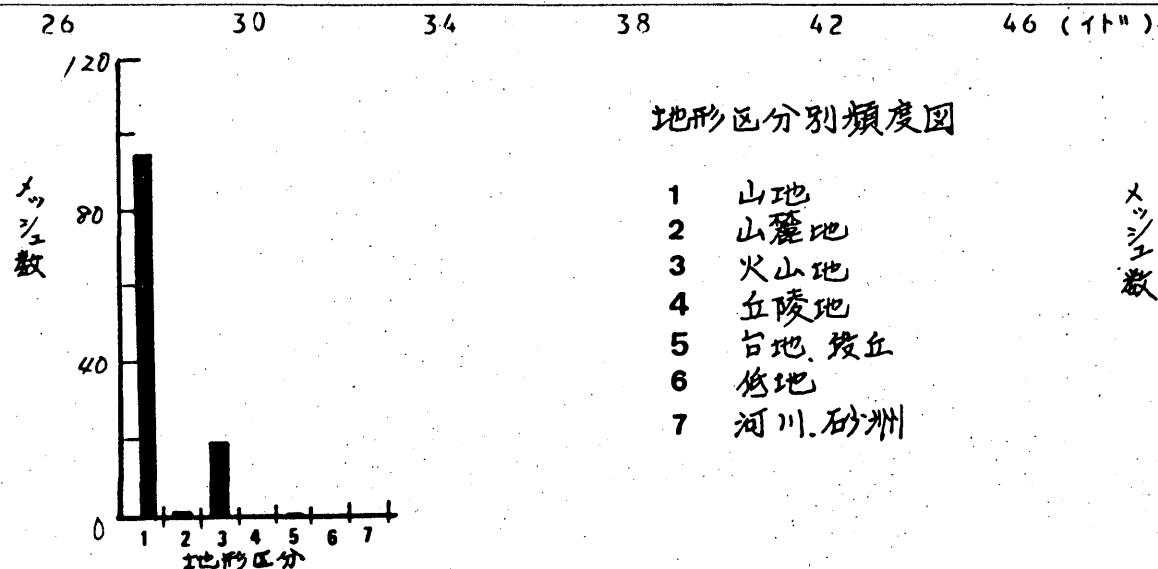 26 30 34 38 42 46 (イド)
120
80
40
0
メッシュ数
1 2 3 4 5 6 7
地形区分
地形区分別頻度図
1 山地
2 山麓地
3 火山地
4 丘陵地
5 台地、段丘
6 低地
7 河川、砂洲
メッシュ数